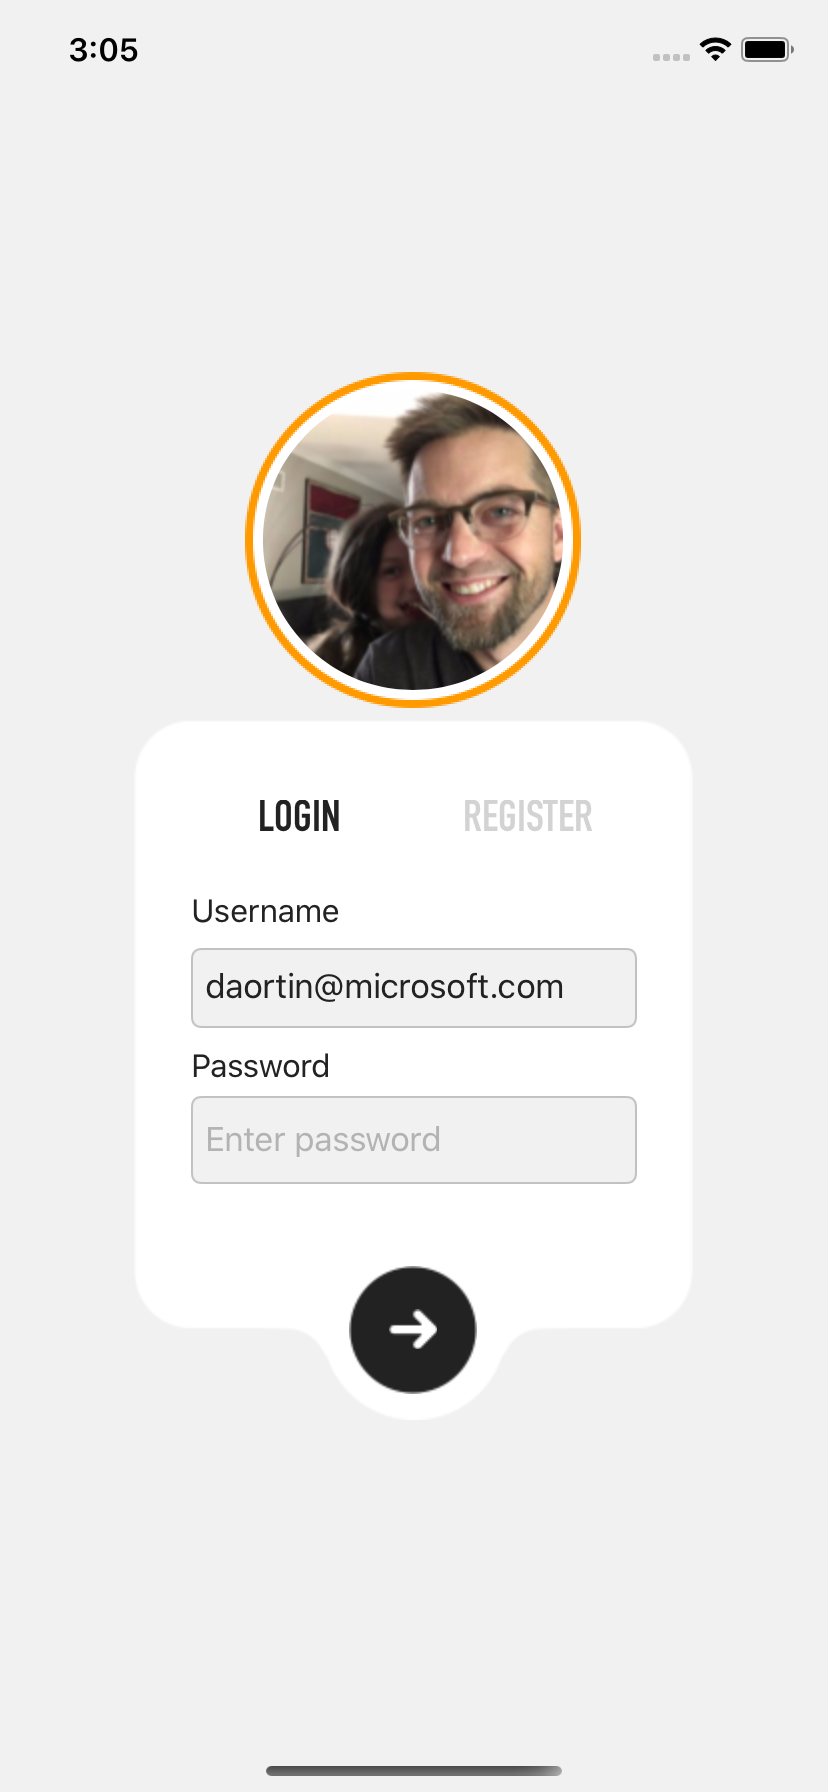 3:05
LOGIN REGISTER
Username
daortin@microsoft.com
Password
Enter password